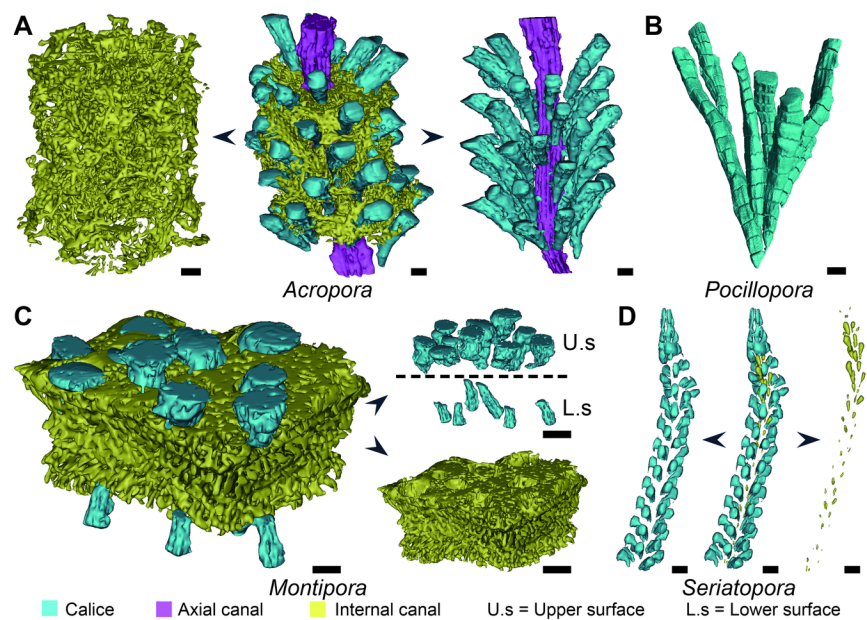 A
B
Acropora
Pocillopora
C
U.s
L.s
D
Montipora
Seriatopora
Calice Axial canal Internal canal U.s = Upper surface L.s = Lower surface